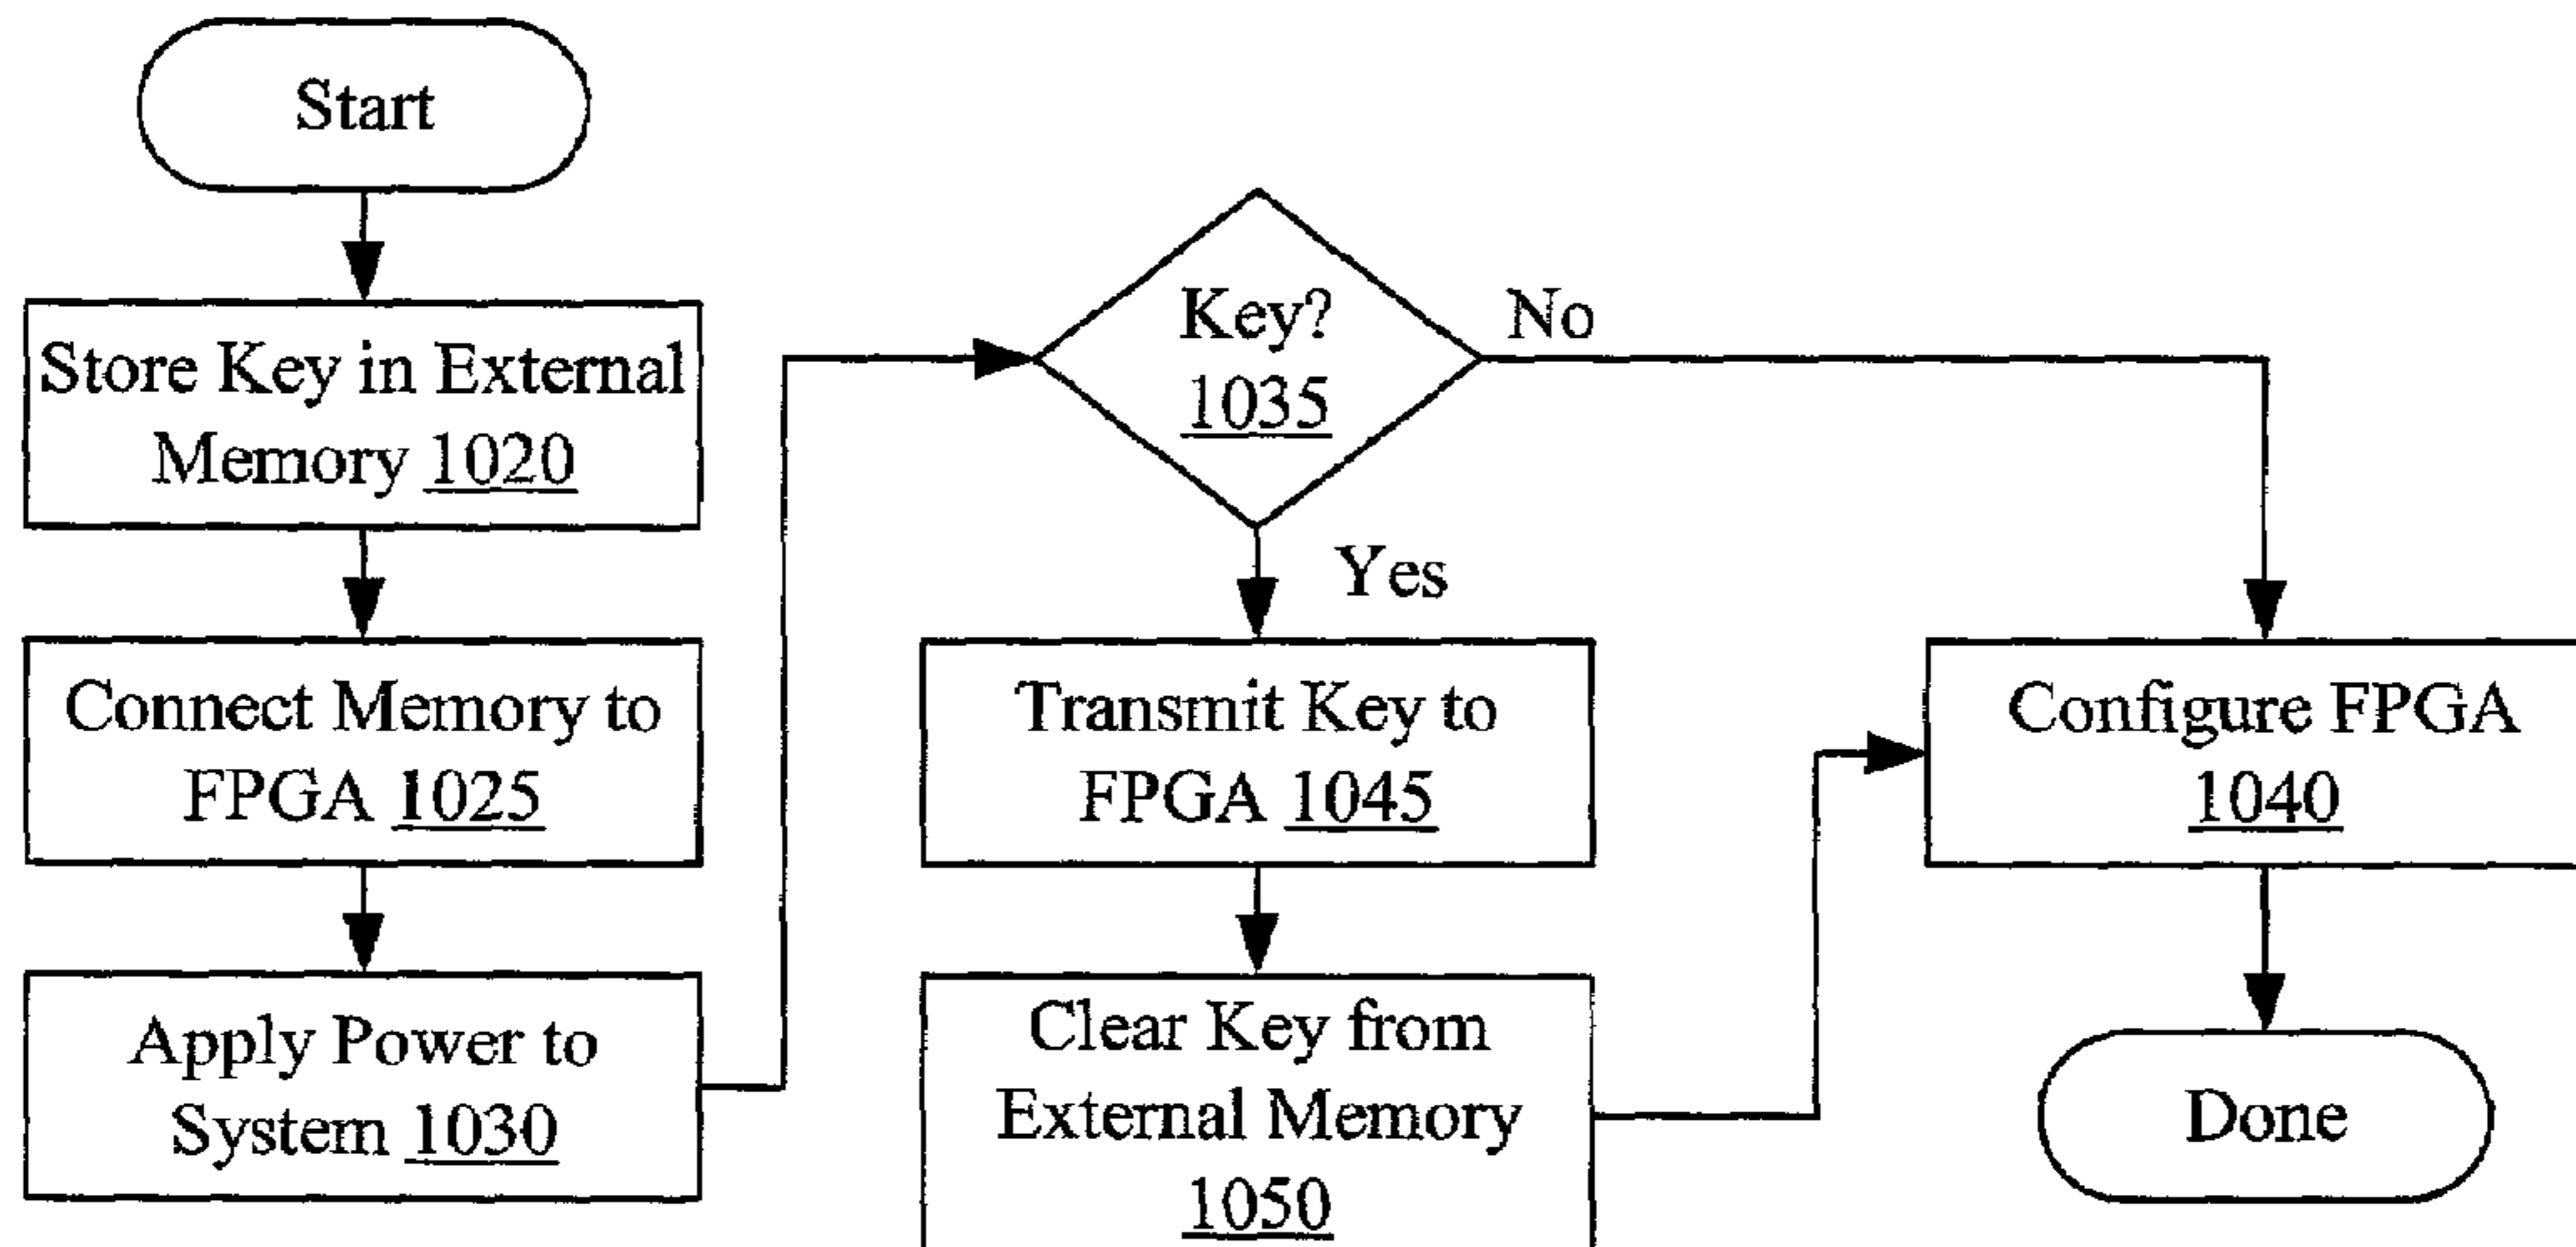 Start
Store Key in External
Memory 1020
Connect Memory to
FPGA 1025
Apply Power to
System 1030
Key?
1035
No
Yes
Transmit Key to
FPGA 1045
Clear Key from
External Memory
1050
Configure FPGA
1040
Done